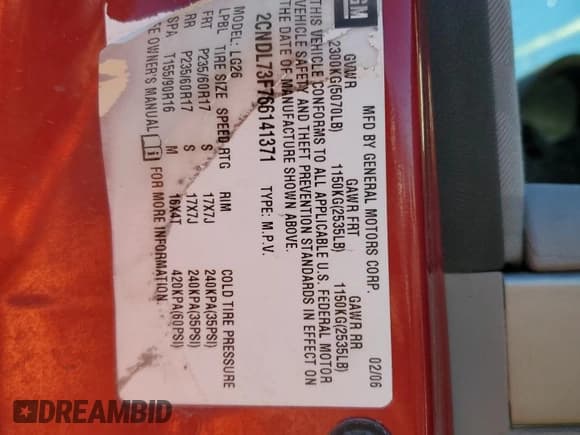 GM
MFD BY GENERAL MOTORS CORP. 02/06
GVWR GAWR FRT GAWR RR
2300KG(5070LB) 1150KG(2535LB) 1150KG(2535LB)
THIS VEHICLE CONFORMS TO ALL APPLICABLE U.S. FEDERAL MOTOR
VEHICLE SAFETY AND THEFT PREVENTION STANDARDS IN EFFECT ON
THE DATE OF MANUFACTURE SHOWN ABOVE.
2CNDL73F766141371 TYPE: M.P.V.
MODEL: LG26
LPBL TIRE SIZE SPEED RTG RIM COLD TIRE PRESSURE
FRT P235/60R17 S 17X7J 240KPA(35PSI)
RR P235/60R17 S 17X7J 240KPA(35PSI)
SPA T155/90R16 M 16X4T 420KPA(60PSI)
OWNER'S MANUAL FOR MORE INFORMATION.
DREAMBID